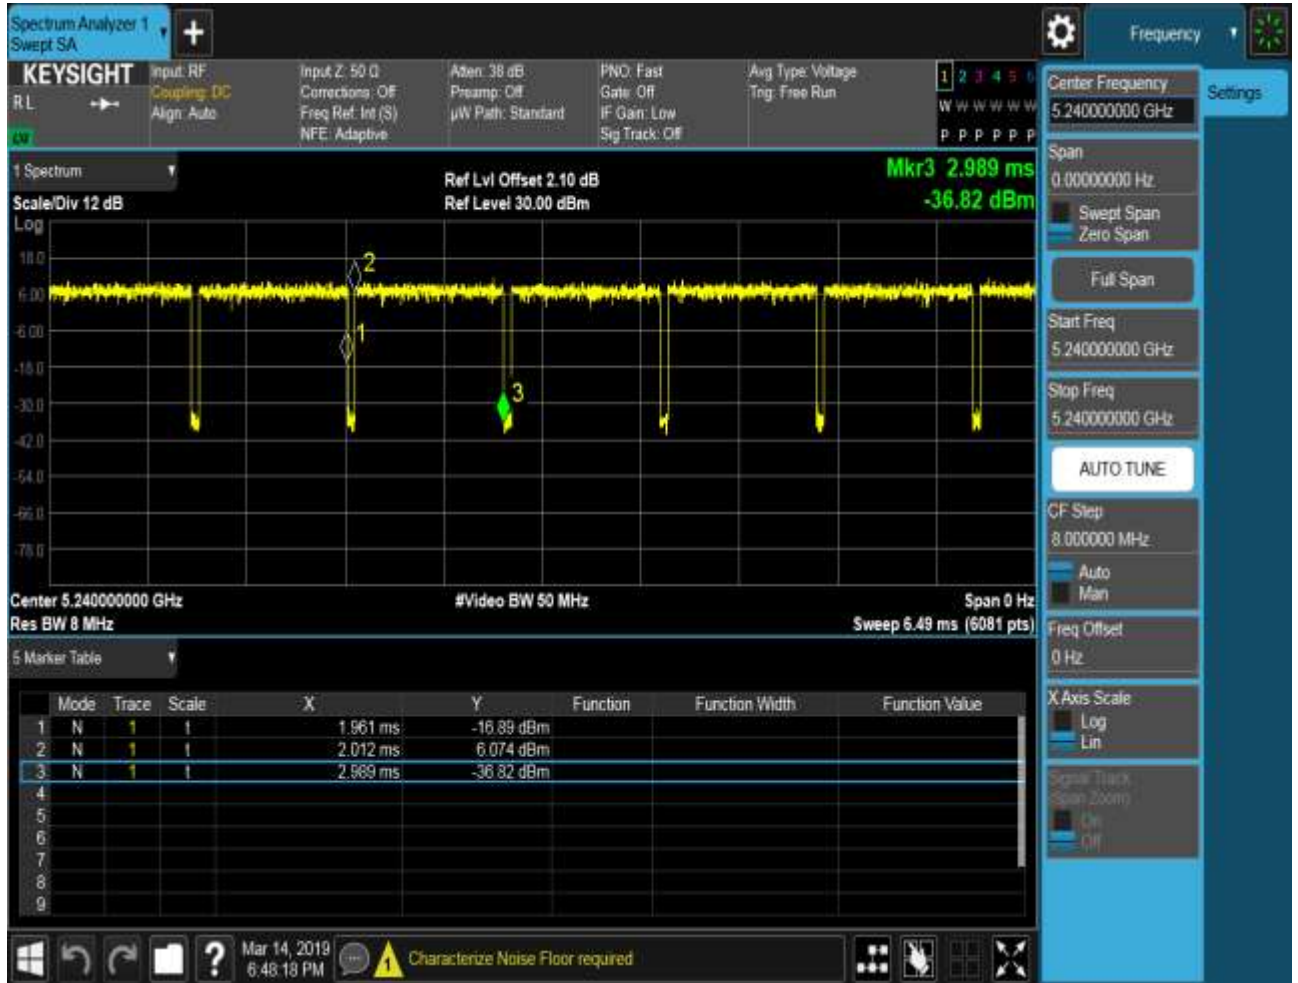 Spectrum Analyzer 1
Swept SA
Frequency
KEYSIGHT
RL
Input: RF
Coupling: DC
Align: Auto
Input Z: 50 Ω
Corrections: Off
Freq Ref: Int (S)
NFE: Adaptive
Atten: 38 dB
Preamp: Off
µW Path: Standard
PNO: Fast
Gate: Off
IF Gain: Low
Sig Track: Off
Avg Type: Voltage
Trig: Free Run
1 2 3 4 5 6
W W W W W W
P P P P P P
1 Spectrum
Scale/Div 12 dB
Ref Lvl Offset 2.10 dB
Ref Level 30.00 dBm
Mkr3 2.989 ms
-36.82 dBm
Log
18.0
6.00
-6.00
-18.0
-30.0
-42.0
-54.0
-66.0
-78.0
2
1
3
Center 5.240000000 GHz
Res BW 8 MHz
#Video BW 50 MHz
Span 0 Hz
Sweep 6.49 ms (6081 pts)
5 Marker Table
Mode Trace Scale X Y Function Function Width Function Value
1 N 1 t 1.961 ms -16.89 dBm
2 N 1 t 2.012 ms 6.074 dBm
3 N 1 t 2.989 ms -36.82 dBm
4
5
6
7
8
9
Mar 14, 2019
6:48:18 PM
1
Characterize Noise Floor required
Settings
Center Frequency
5.240000000 GHz
Span
0.00000000 Hz
Swept Span
Zero Span
Full Span
Start Freq
5.240000000 GHz
Stop Freq
5.240000000 GHz
AUTO TUNE
CF Step
8.000000 MHz
Auto
Man
Freq Offset
0 Hz
X Axis Scale
Log
Lin
Signal Track
(Span Zoom)
On
Off